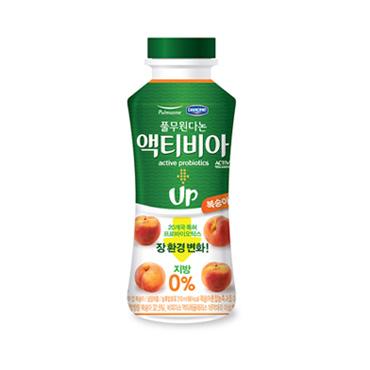 Pulmuone
DANONE
풀무원다논
액티비아
active probiotics
Up
복숭아
20개국 특허
프로바이오틱스
장 환경 변화!
지방
0%